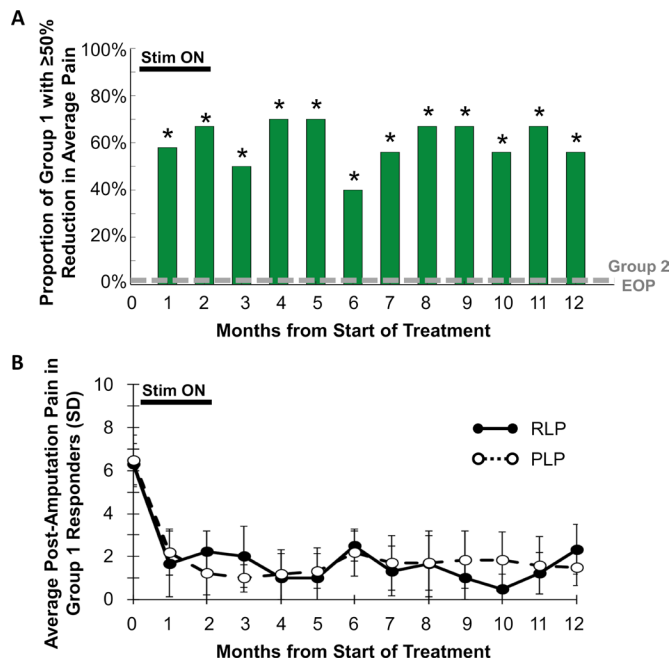 A
Proportion of Group 1 with ≥50%
Reduction in Average Pain
100%
80%
60%
40%
20%
0%
Stim ON
* * * * * * * * * * * *
Group 2
EOP
0 1 2 3 4 5 6 7 8 9 10 11 12
Months from Start of Treatment
B
Average Post-Amputation Pain in
Group 1 Responders (SD)
10
8
6
4
2
0
Stim ON
RLP
PLP
0 1 2 3 4 5 6 7 8 9 10 11 12
Months from Start of Treatment